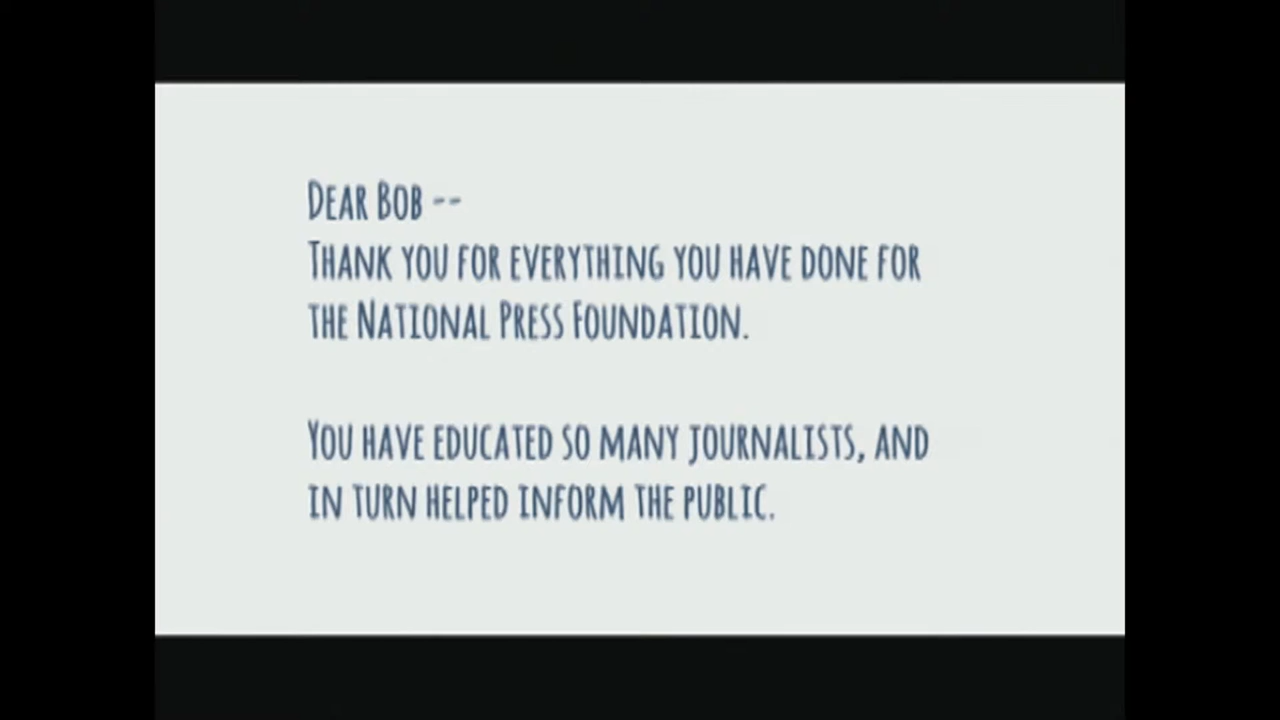 Dear Bob --
Thank you for everything you have done for
the National Press Foundation.
You have educated so many journalists, and
in turn helped inform the public.